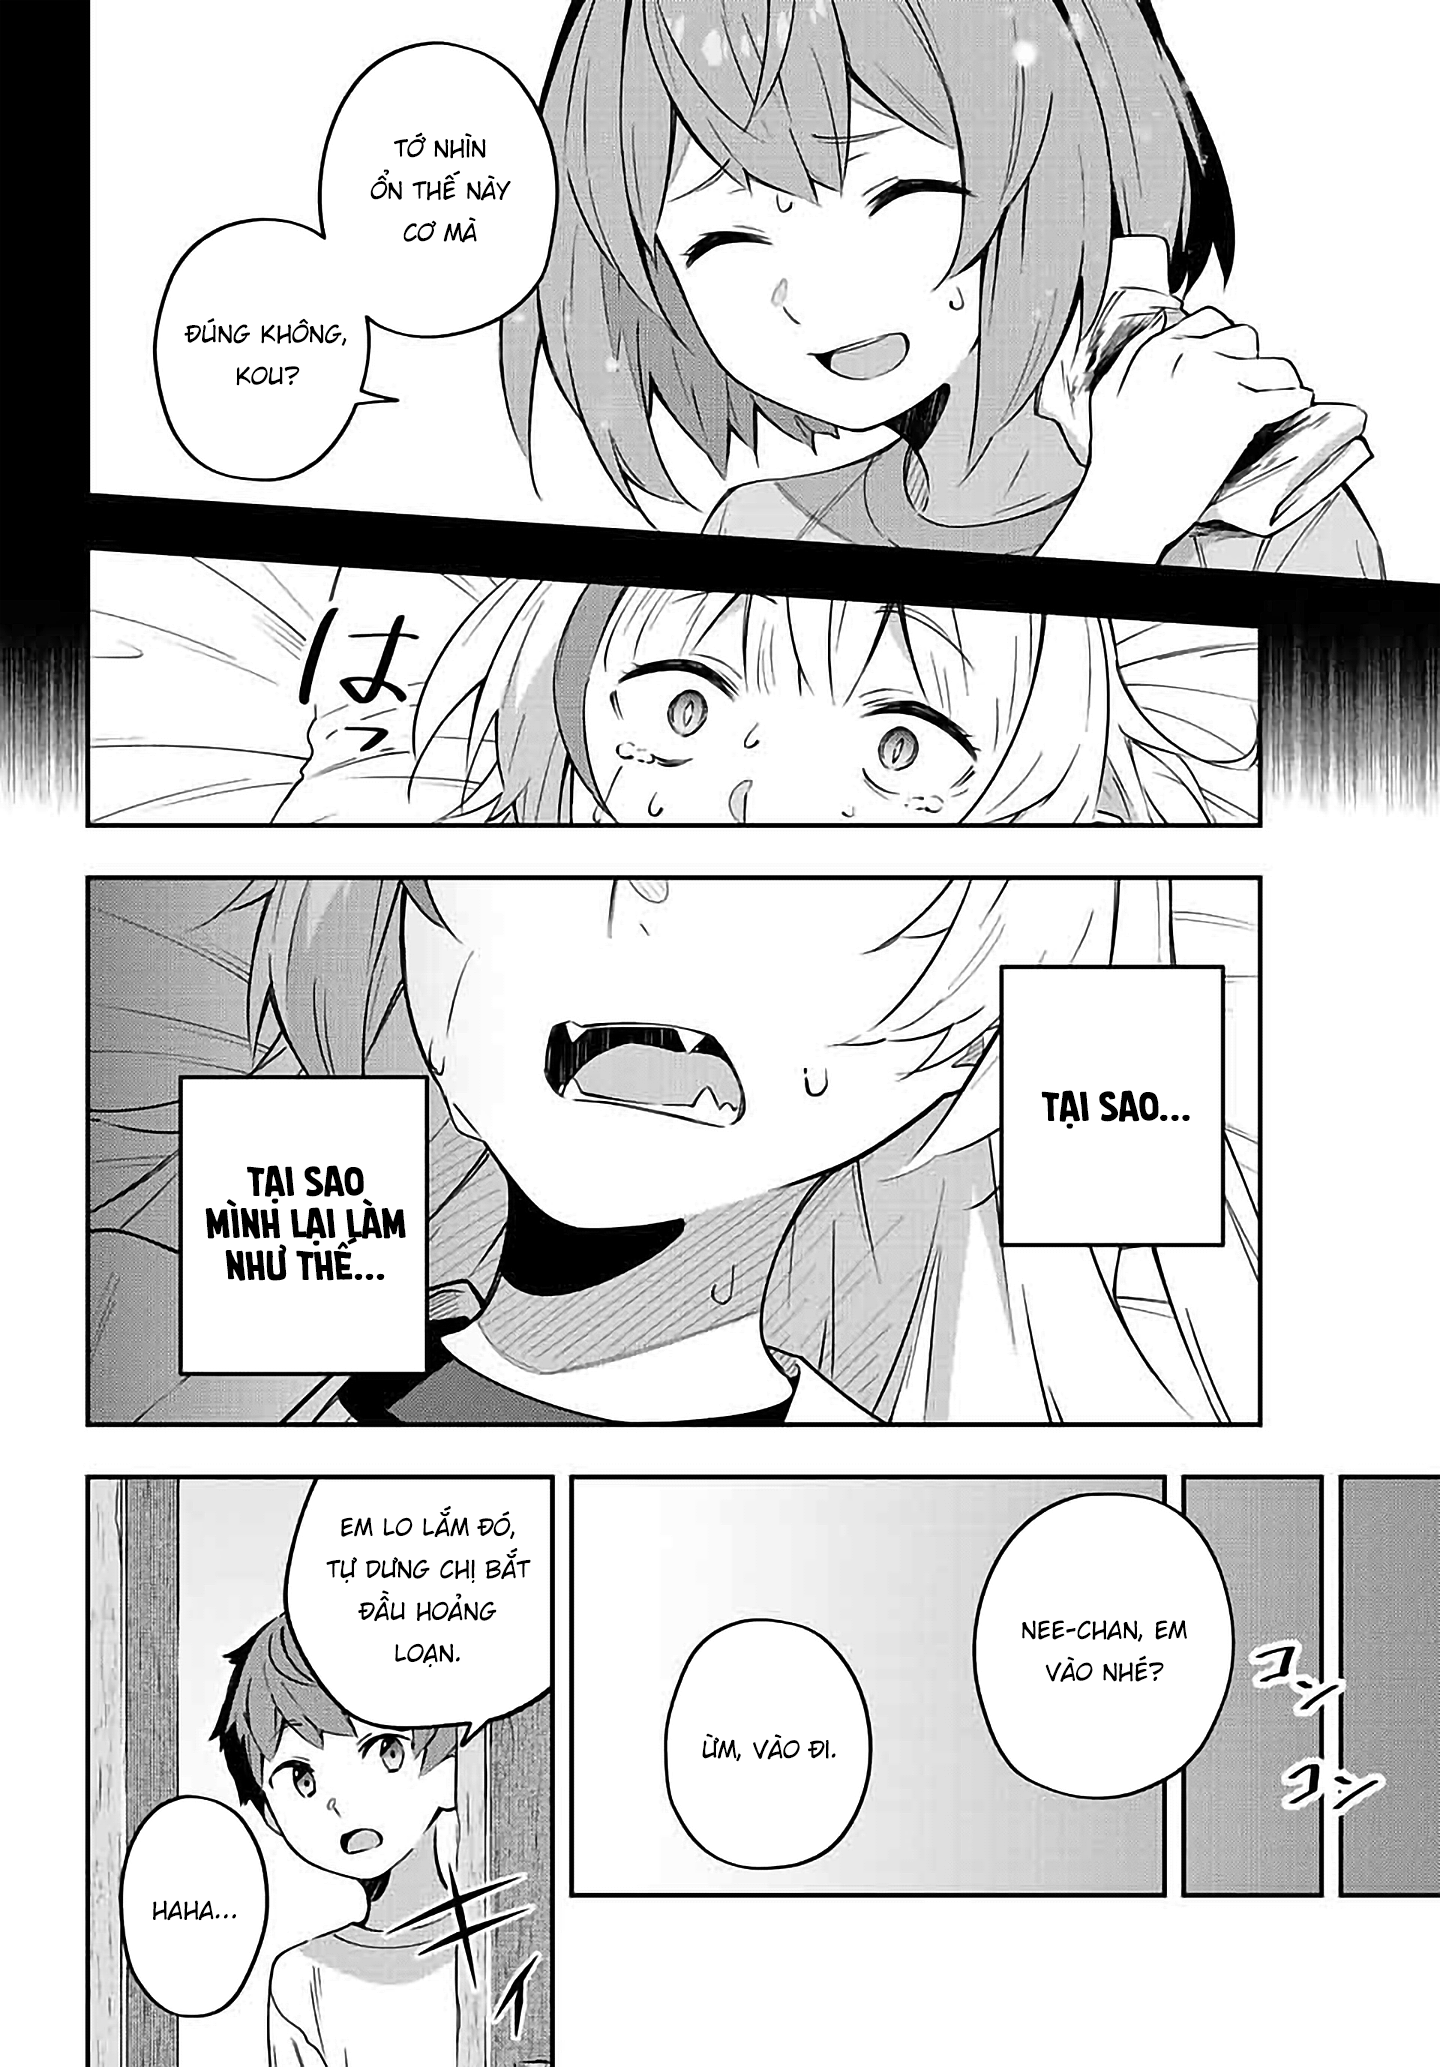 TỚ NHÌN
ỔN THẾ NÀY
CƠ MÀ
ĐÚNG KHÔNG,
KOU?
はっ
TẠI SAO...
TẠI SAO
MÌNH LẠI LÀM
NHƯ THẾ...
コン
コン
NEE-CHAN, EM
VÀO NHÉ?
ỪM, VÀO ĐI.
EM LO LẮM ĐÓ,
TỰ DƯNG CHỊ BẮT
ĐẦU HOẢNG
LOẠN.
キィ
HAHA...